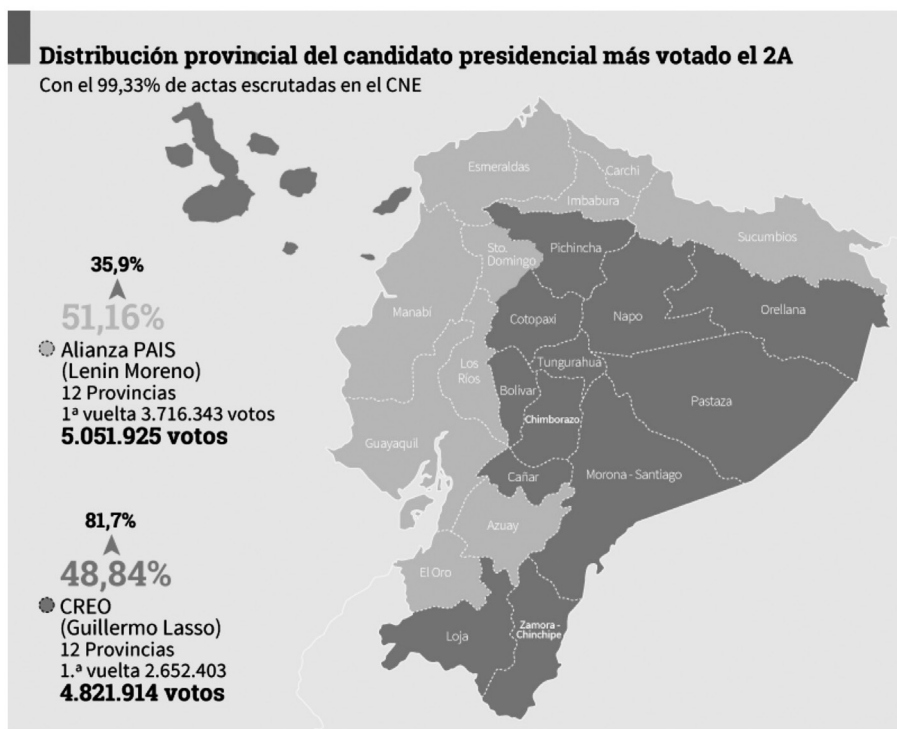 Distribución provincial del candidato presidencial más votado el 2A
Con el 99,33% de actas escrutadas en el CNE
35,9%
51,16%
Alianza PAIS
(Lenin Moreno)
12 Provincias
1ª vuelta 3.716.343 votos
5.051.925 votos
81,7%
48,84%
CREO
(Guillermo Lasso)
12 Provincias
1.ª vuelta 2.652.403
4.821.914 votos
Esmeraldas
Carchi
Imbabura
Sucumbios
Sto.
Domingo
Pichincha
Manabí
Cotopaxi
Napo
Orellana
Los
Ríos
Tungurahua
Bolivar
Pastaza
Chimborazo
Guayaquil
Cañar
Morona - Santiago
Azuay
El Oro
Zamora -
Chinchipe
Loja